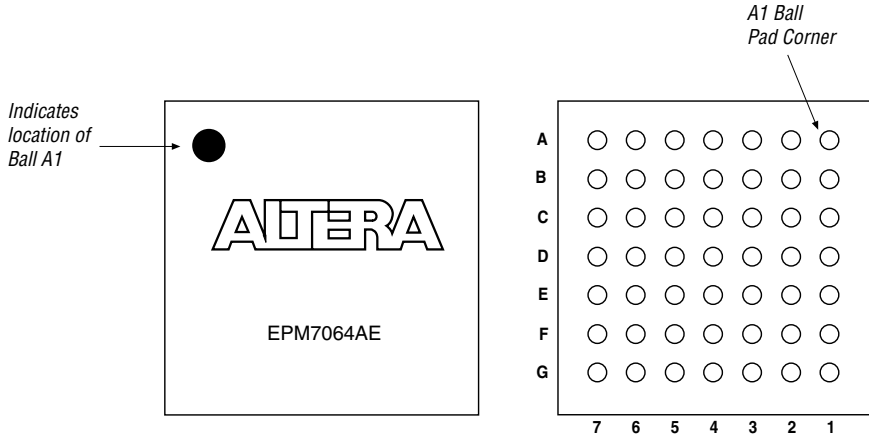 A1 Ball
Pad Corner
Indicates
location of
Ball A1
ALTERA
EPM7064AE
A
B
C
D
E
F
G
7 6 5 4 3 2 1